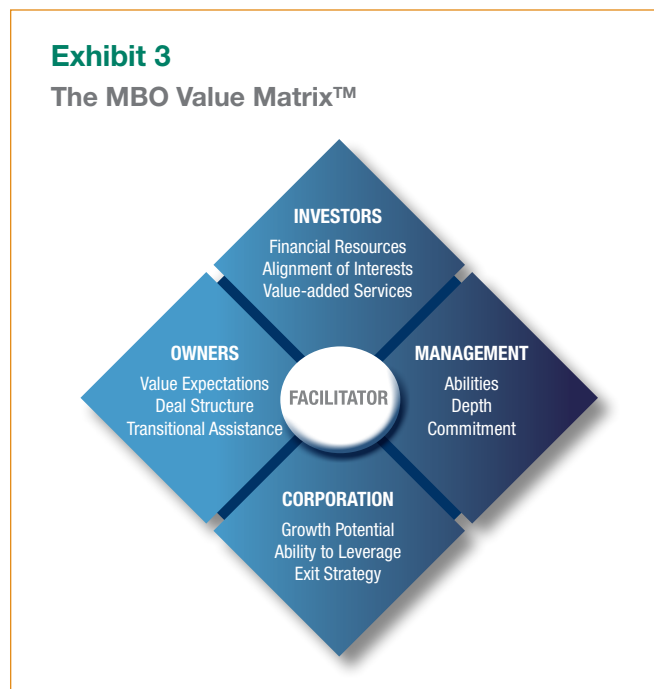 Exhibit 3
The MBO Value Matrix™
INVESTORS
Financial Resources
Alignment of Interests
Value-added Services
OWNERS
Value Expectations
Deal Structure
Transitional Assistance
FACILITATOR
MANAGEMENT
Abilities
Depth
Commitment
CORPORATION
Growth Potential
Ability to Leverage
Exit Strategy